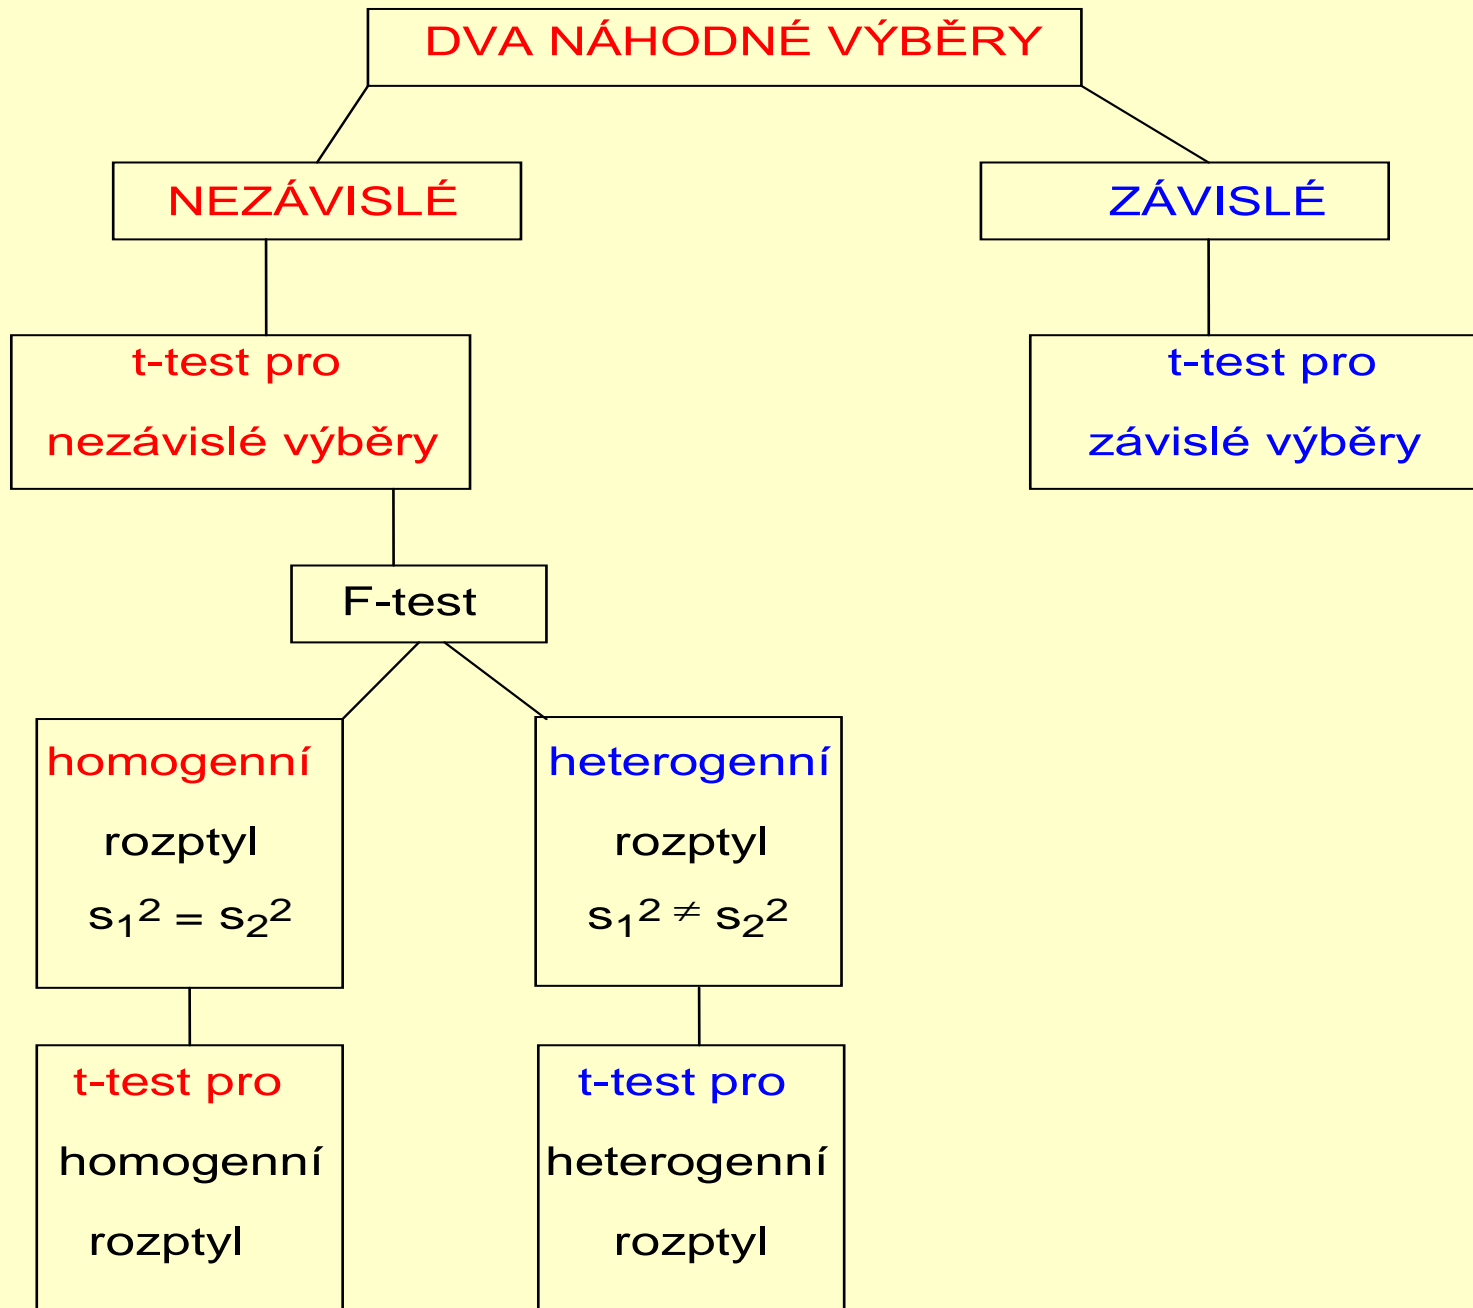 DVA NÁHODNÉ VÝBĚRY
NEZÁVISLÉ
ZÁVISLÉ
t-test pro
nezávislé výběry
t-test pro
závislé výběry
F-test
homogenní
rozptyl
s₁² = s₂²
heterogenní
rozptyl
s₁² ≠ s₂²
t-test pro
homogenní
rozptyl
t-test pro
heterogenní
rozptyl